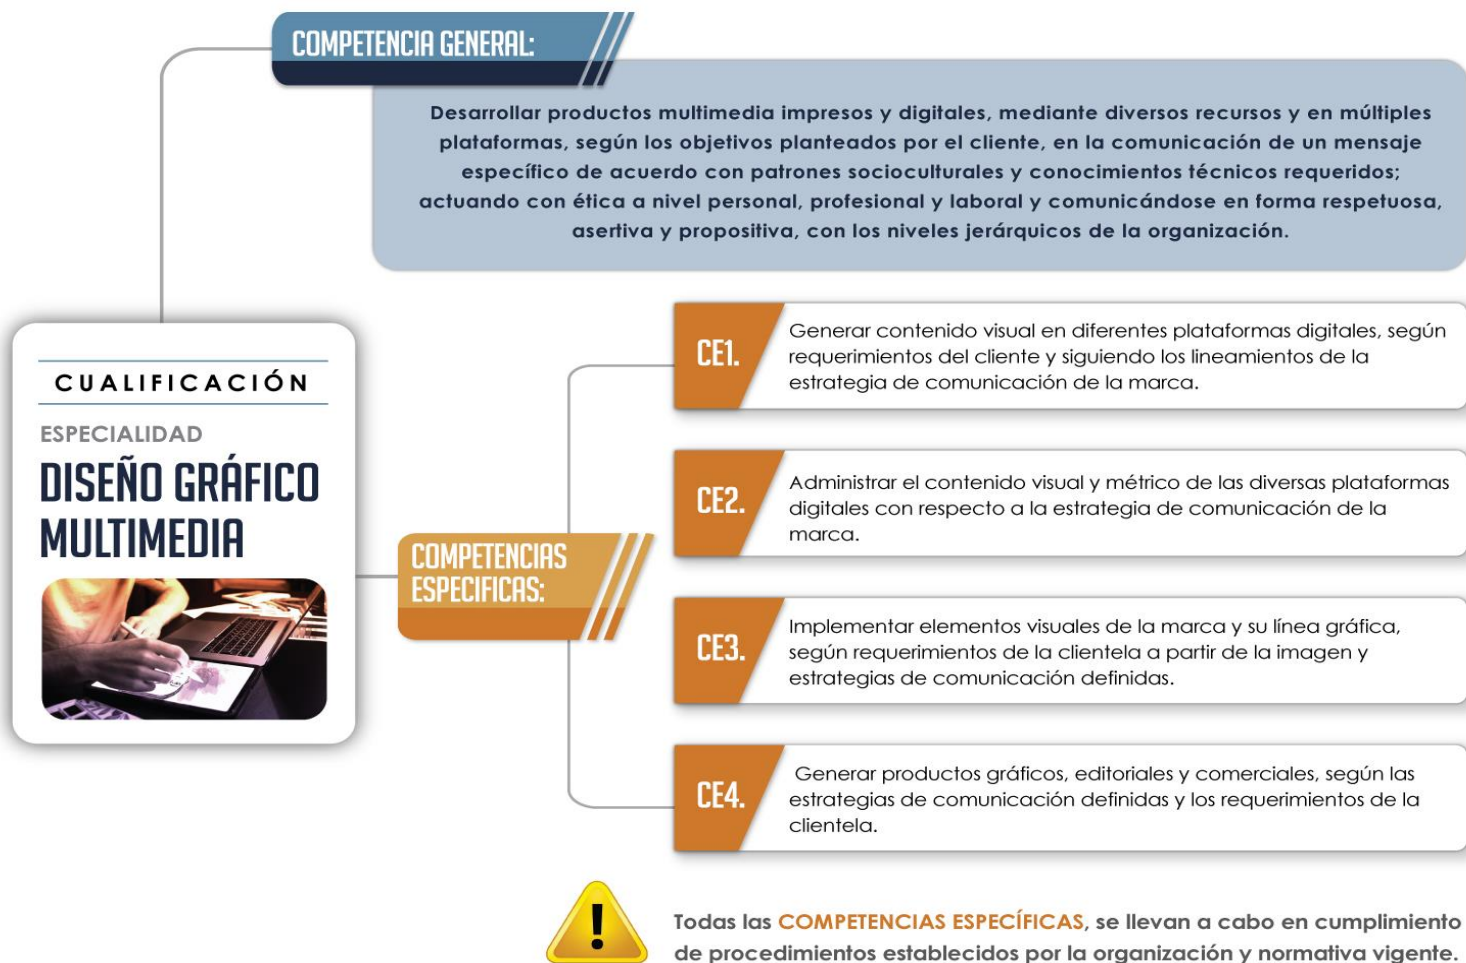 COMPETENCIA GENERAL:
Desarrollar productos multimedia impresos y digitales, mediante diversos recursos y en múltiples
plataformas, según los objetivos planteados por el cliente, en la comunicación de un mensaje
específico de acuerdo con patrones socioculturales y conocimientos técnicos requeridos;
actuando con ética a nivel personal, profesional y laboral y comunicándose en forma respetuosa,
asertiva y propositiva, con los niveles jerárquicos de la organización.
CUALIFICACIÓN
ESPECIALIDAD
DISEÑO GRÁFICO
MULTIMEDIA
COMPETENCIAS
ESPECIFICAS:
CE1.
Generar contenido visual en diferentes plataformas digitales, según
requerimientos del cliente y siguiendo los lineamientos de la
estrategia de comunicación de la marca.
CE2.
Administrar el contenido visual y métrico de las diversas plataformas
digitales con respecto a la estrategia de comunicación de la
marca.
CE3.
Implementar elementos visuales de la marca y su línea gráfica,
según requerimientos de la clientela a partir de la imagen y
estrategias de comunicación definidas.
CE4.
Generar productos gráficos, editoriales y comerciales, según las
estrategias de comunicación definidas y los requerimientos de la
clientela.
!
Todas las COMPETENCIAS ESPECÍFICAS, se llevan a cabo en cumplimiento
de procedimientos establecidos por la organización y normativa vigente.